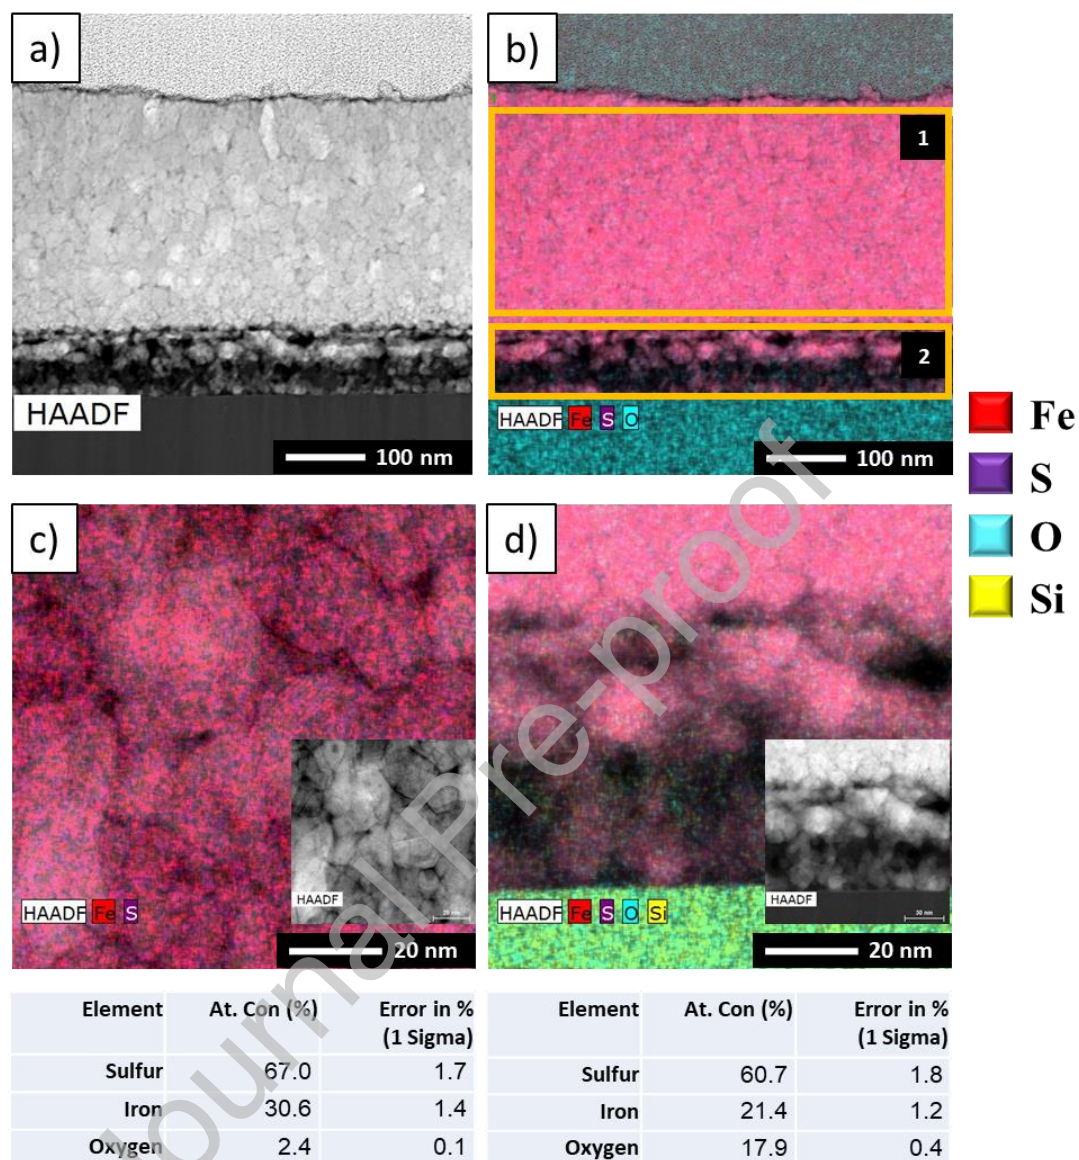 a)
HAADF
100 nm
b)
1
2
HAADF Fe S O
100 nm
Fe
S
O
Si
c)
HAADF Fe S
HAADF
20 nm
d)
HAADF Fe S O Si
HAADF
30 nm
20 nm
Element At. Con (%) Error in % (1 Sigma)
Sulfur 67.0 1.7
Iron 30.6 1.4
Oxygen 2.4 0.1
Element At. Con (%) Error in % (1 Sigma)
Sulfur 60.7 1.8
Iron 21.4 1.2
Oxygen 17.9 0.4
Journal Pre-proof